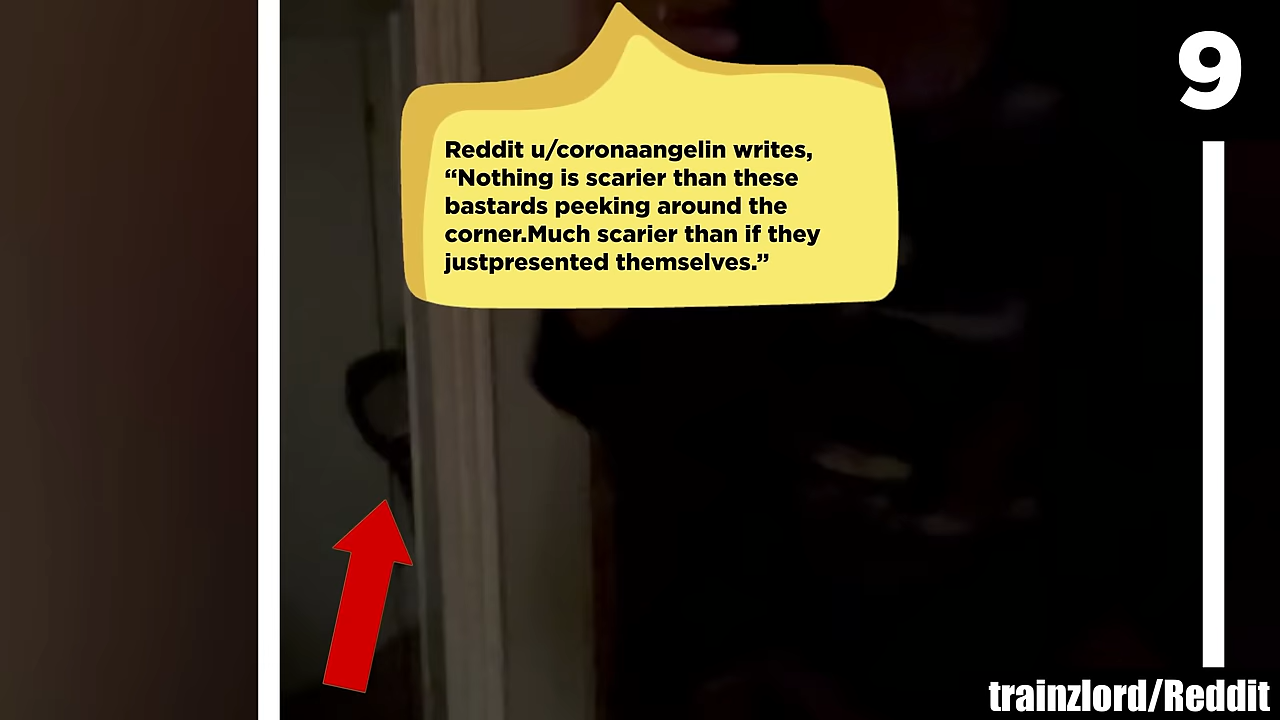 9
Reddit u/coronaangelin writes,
“Nothing is scarier than these
bastards peeking around the
corner.Much scarier than if they
justpresented themselves.”
trainzlord/Reddit